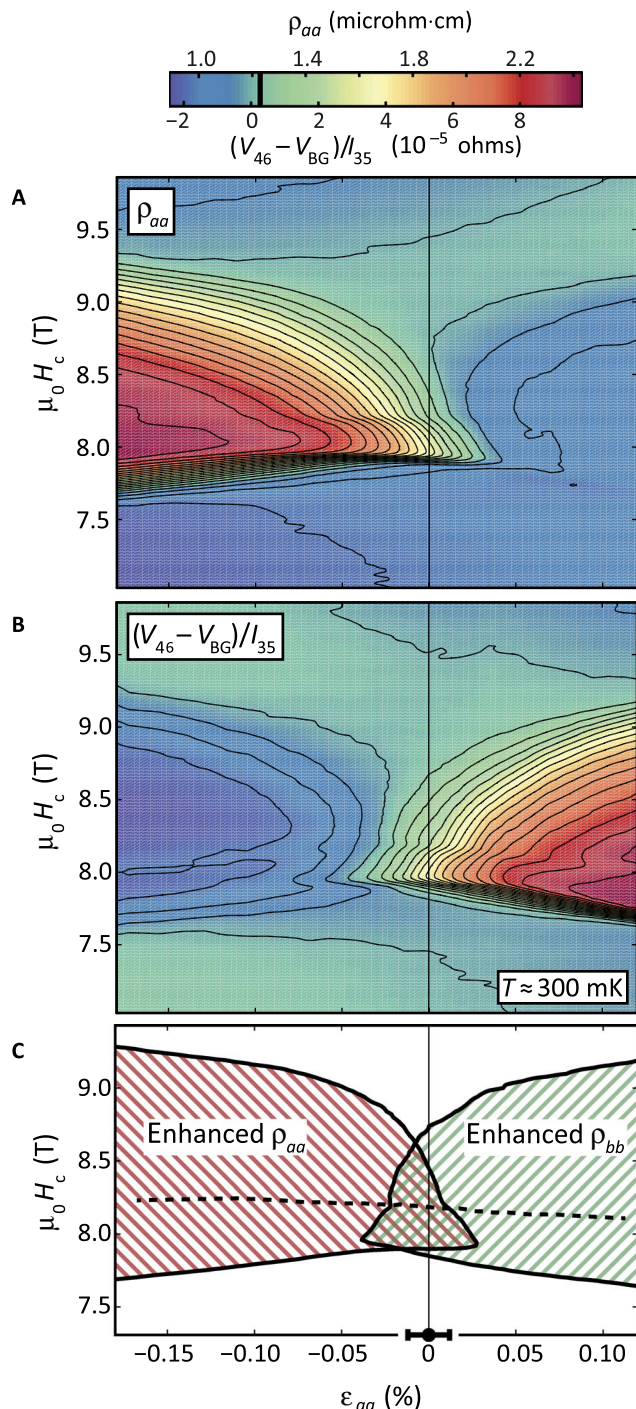 ρaa (microhm·cm)
1.0 1.4 1.8 2.2
−2 0 2 4 6 8
(V46 − VBG)/I35 (10⁻⁵ ohms)
A
ρaa
9.5
9.0
8.5
8.0
7.5
μ0Hc (T)
B
(V46 − VBG)/I35
9.5
9.0
8.5
8.0
7.5
μ0Hc (T)
T ≈ 300 mK
C
9.0
8.5
8.0
7.5
μ0Hc (T)
Enhanced ρaa
Enhanced ρbb
−0.15 −0.10 −0.05 0 0.05 0.10
εaa (%)